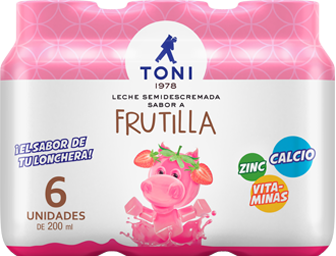 TONI
1978
LECHE SEMIDESCREMADA
SABOR A
FRUTILLA
¡EL SABOR DE
TU LONCHERA!
6
UNIDADES
DE 200 ml
ZINC
CALCIO
VITA-
MINAS